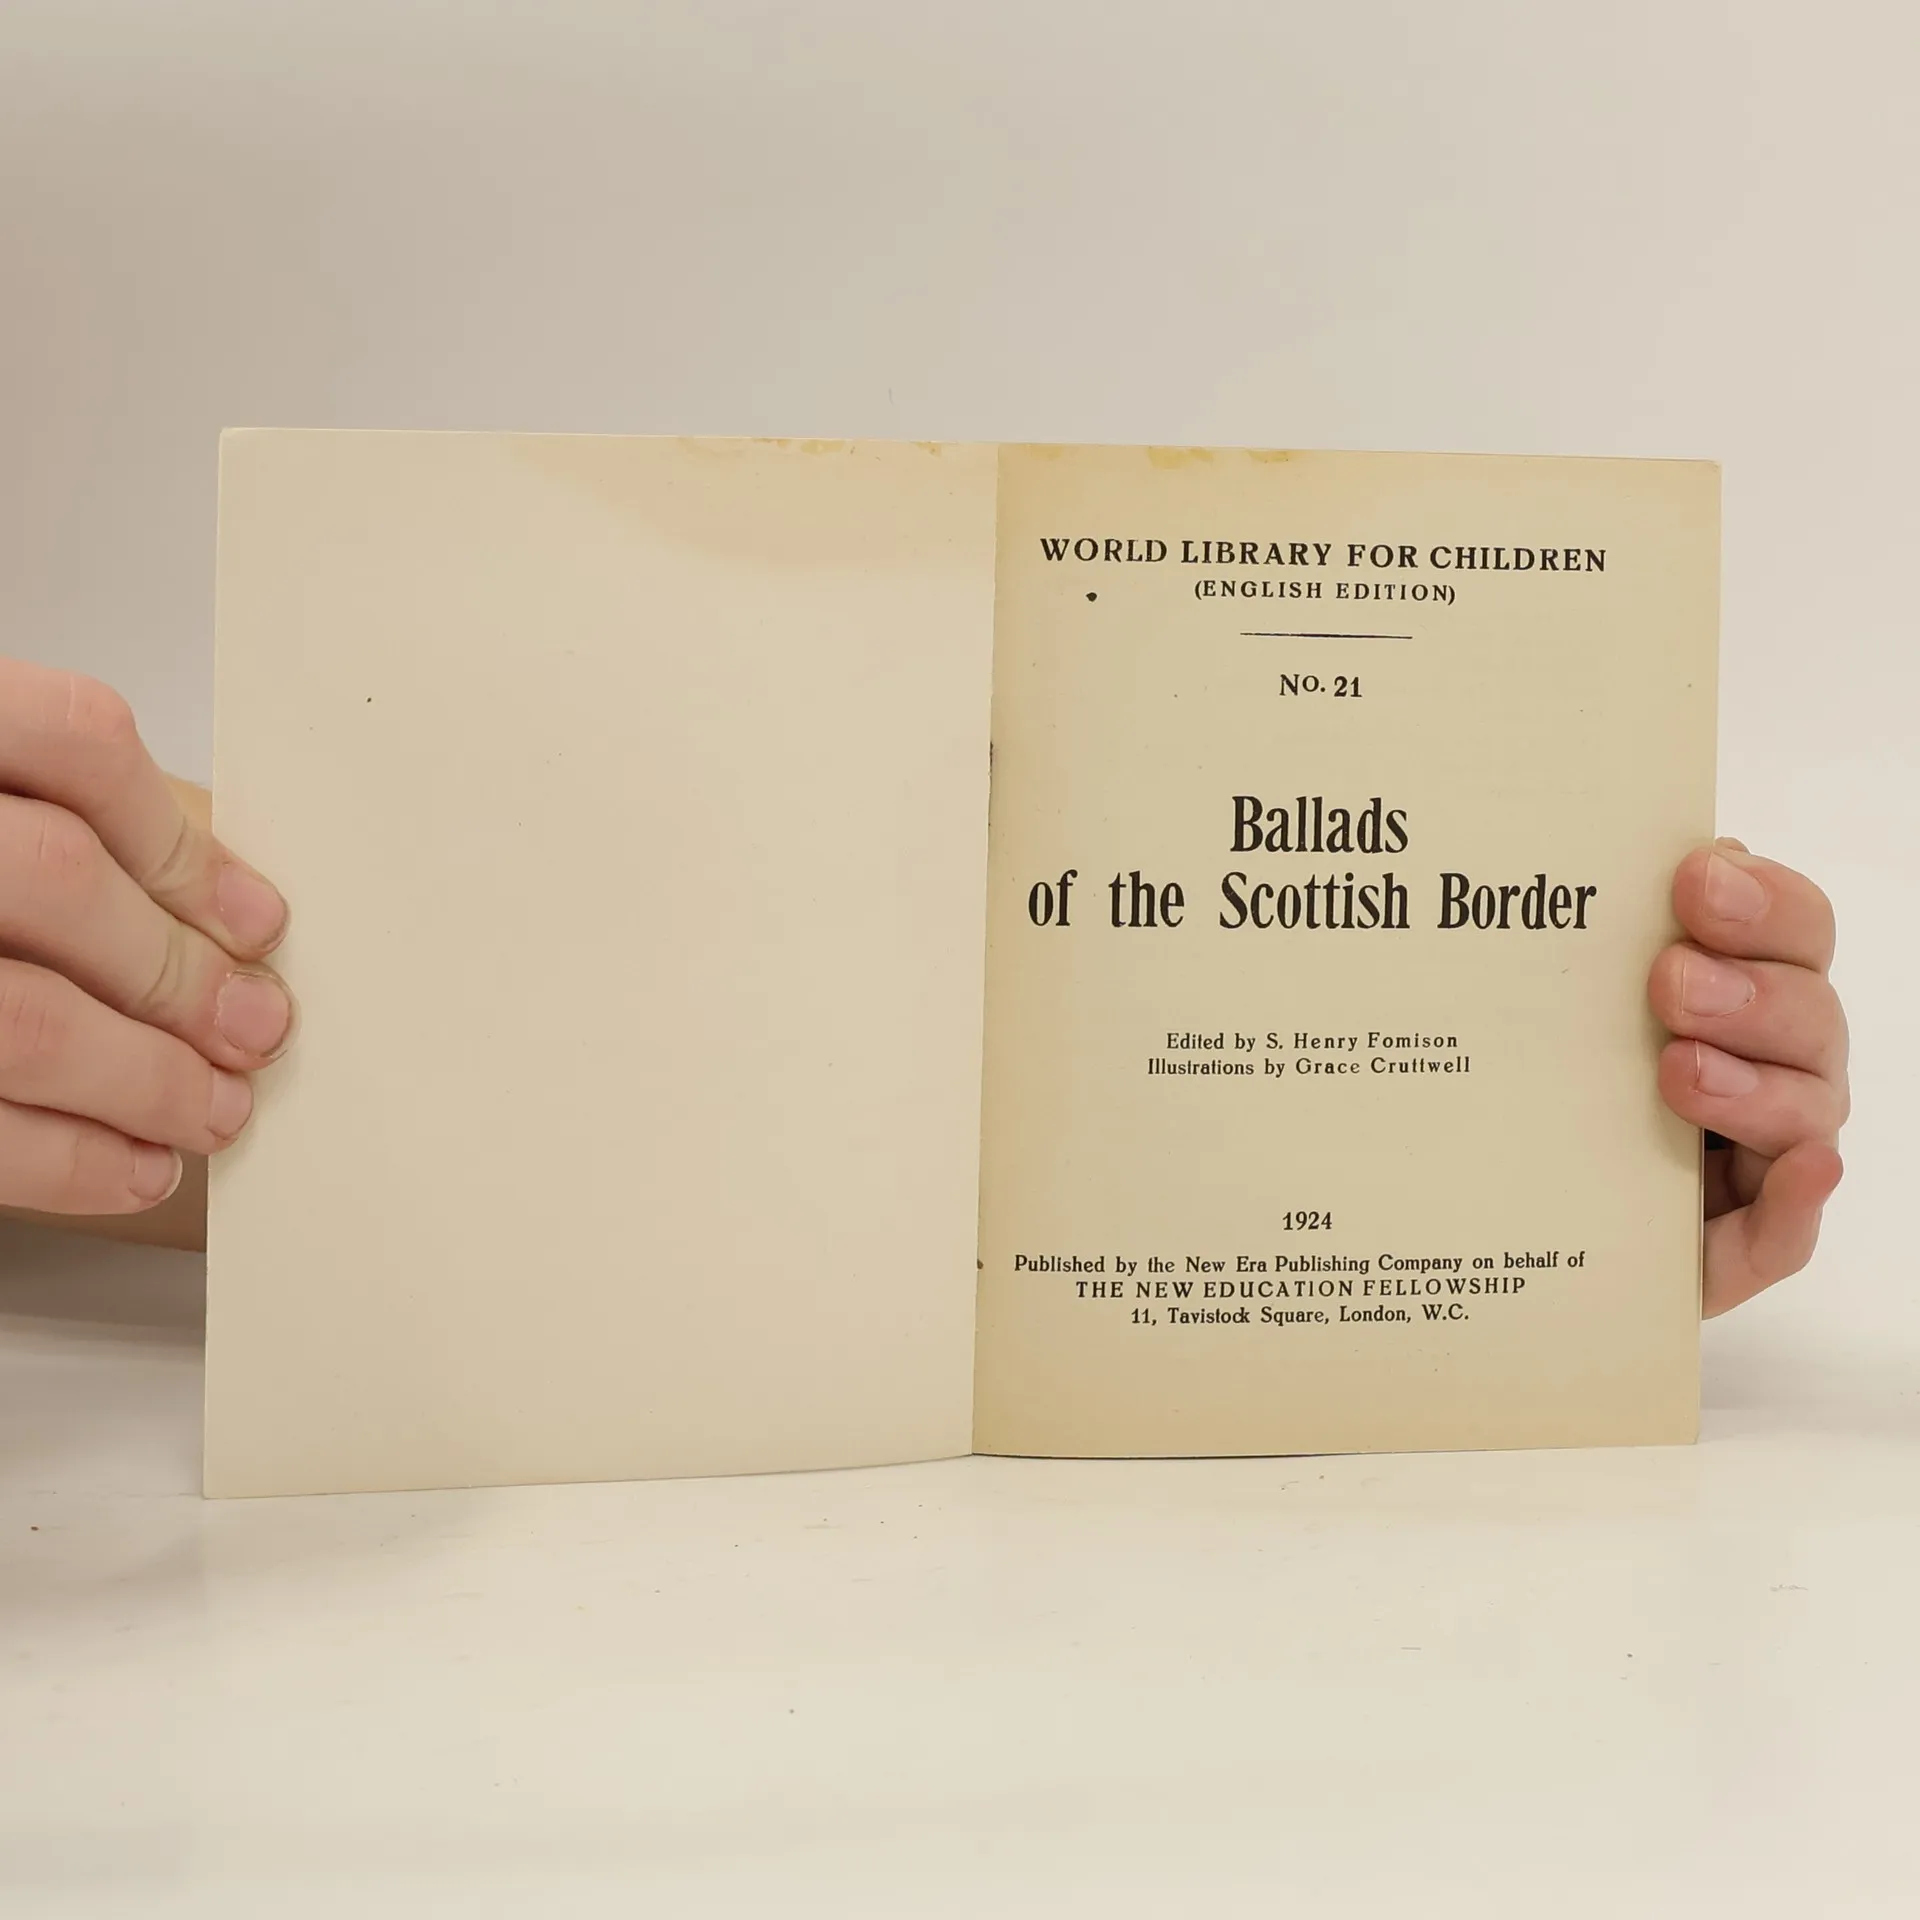 WORLD LIBRARY FOR CHILDREN
(ENGLISH EDITION)
NO. 21
Ballads
of the Scottish Border
Edited by S. Henry Fomison
Illustrations by Grace Cruttwell
1924
Published by the New Era Publishing Company on behalf of
THE NEW EDUCATION FELLOWSHIP
11, Tavistock Square, London, W.C.